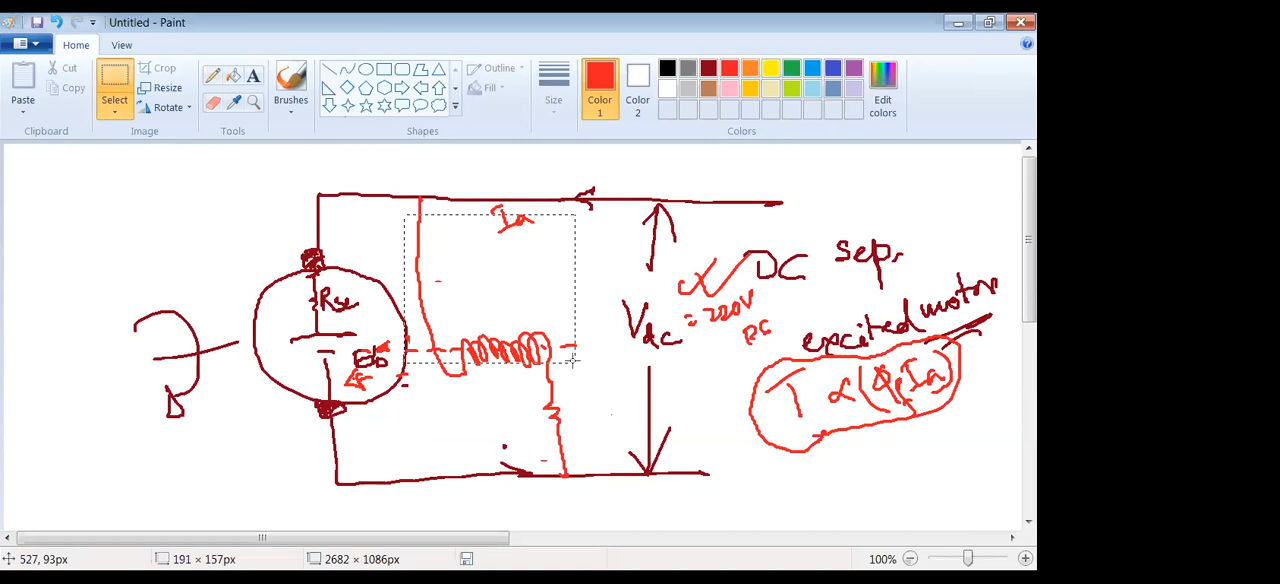 Untitled - Paint
Home View
Paste
Cut
Copy
Clipboard
Select
Crop
Resize
Rotate
Image
A
Tools
Brushes
Shapes
Outline
Fill
Size
Color 1
Color 2
Edit colors
Colors
Ia
DC sep.
Vdc
= 220V
DC
excited motor
Eb
T ∝ Ia
527, 93px
191 × 157px
2682 × 1086px
100%